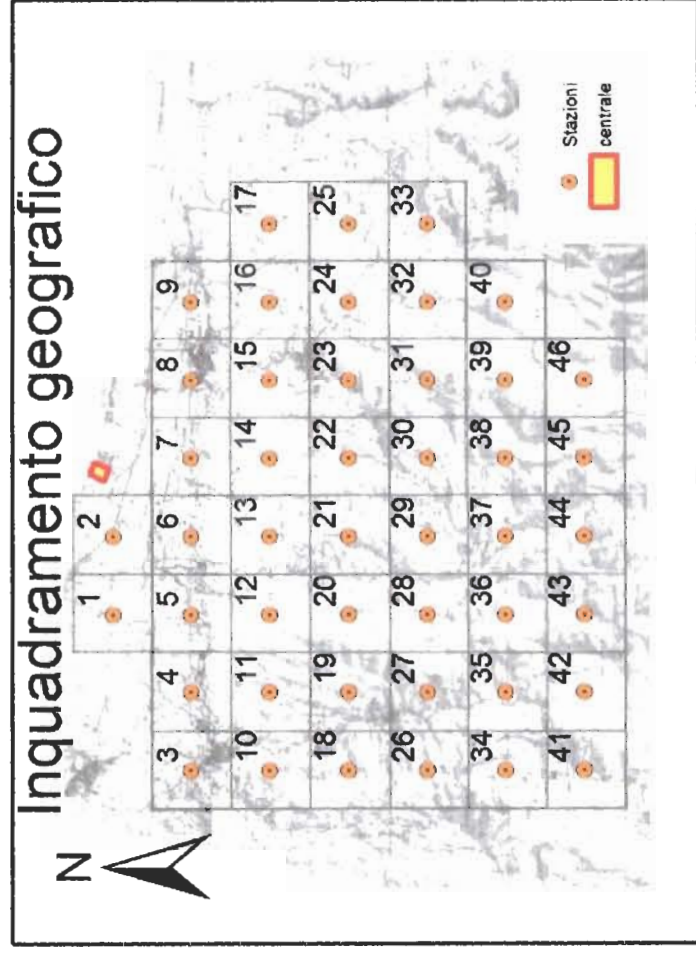 Inquadramento geografico
N
1 2
3 4 5 6 7 8 9
10 11 12 13 14 15 16 17
18 19 20 21 22 23 24 25
26 27 28 29 30 31 32 33
34 35 36 37 38 39 40
41 42 43 44 45 46
Stazioni
centrale